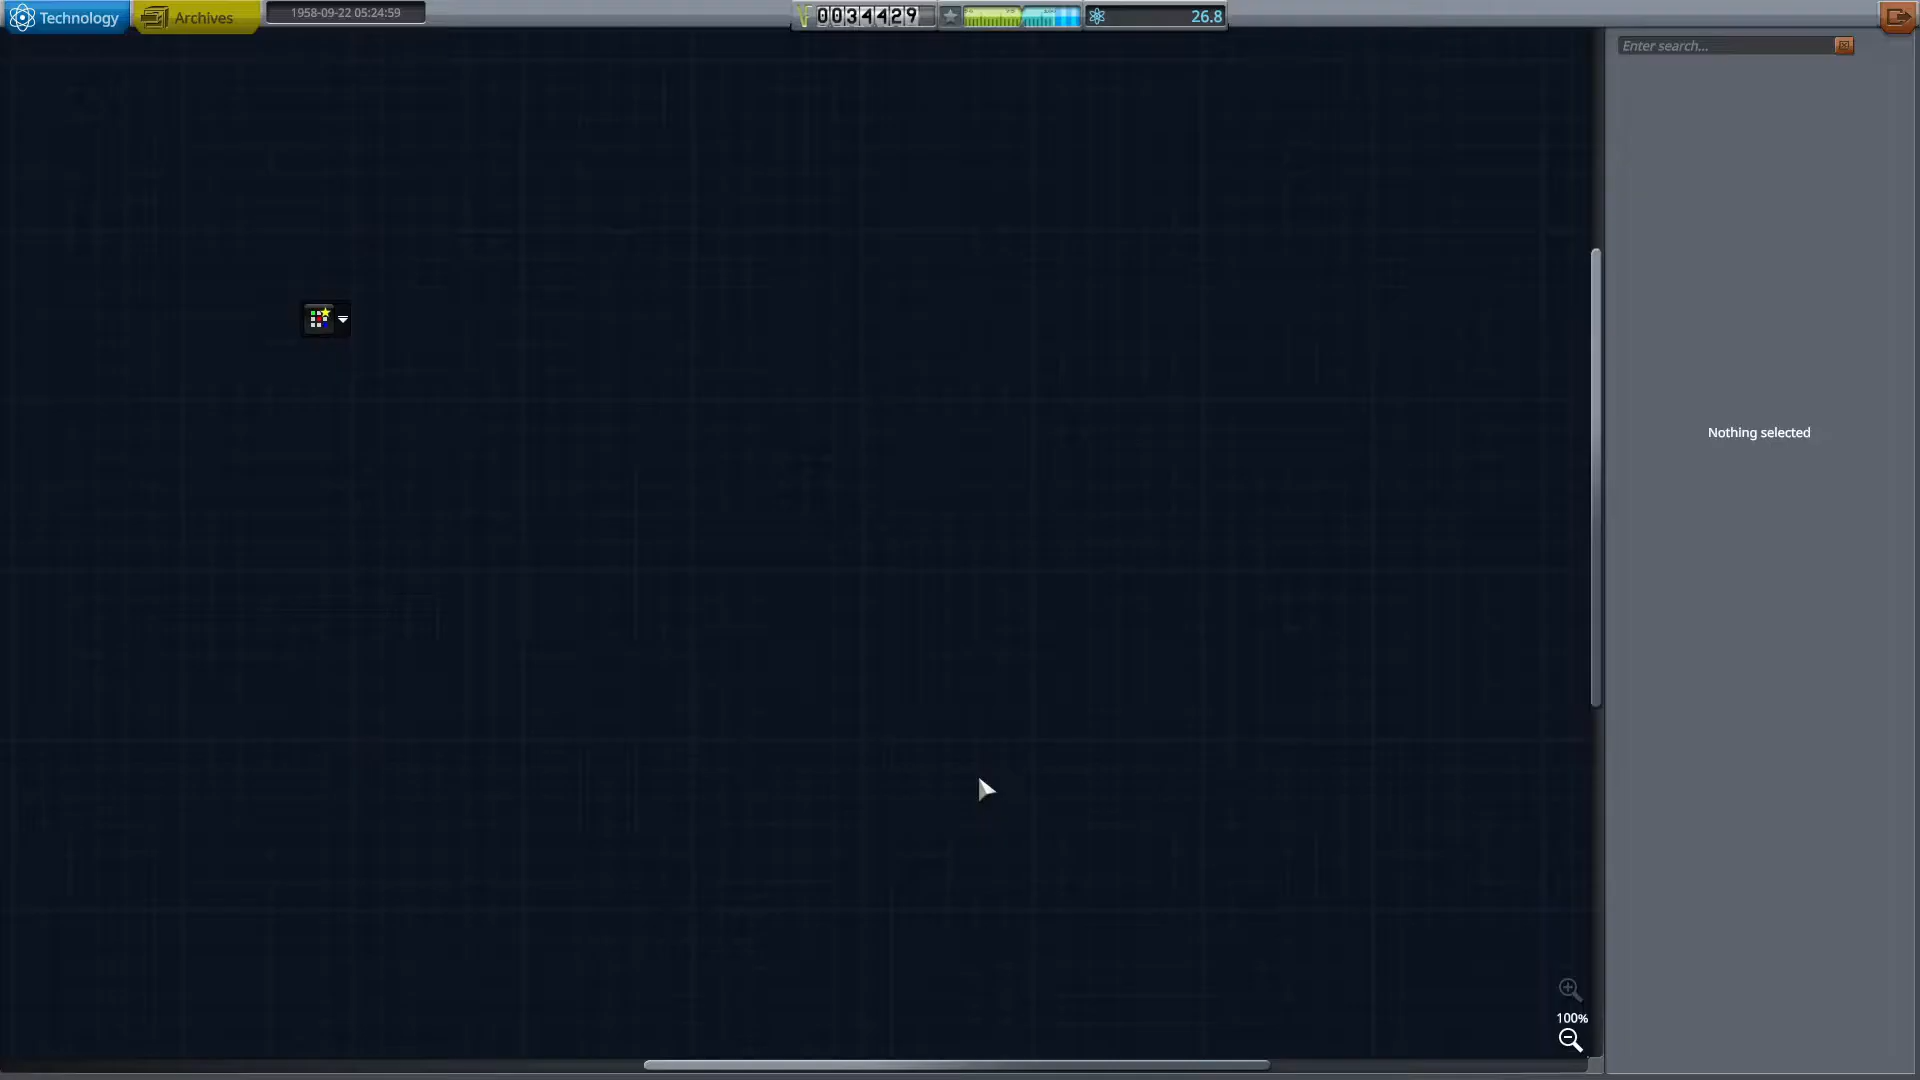 Technology
Archives
1958-09-22 05:24:59
0034429
26.8
Enter search...
Nothing selected
100%